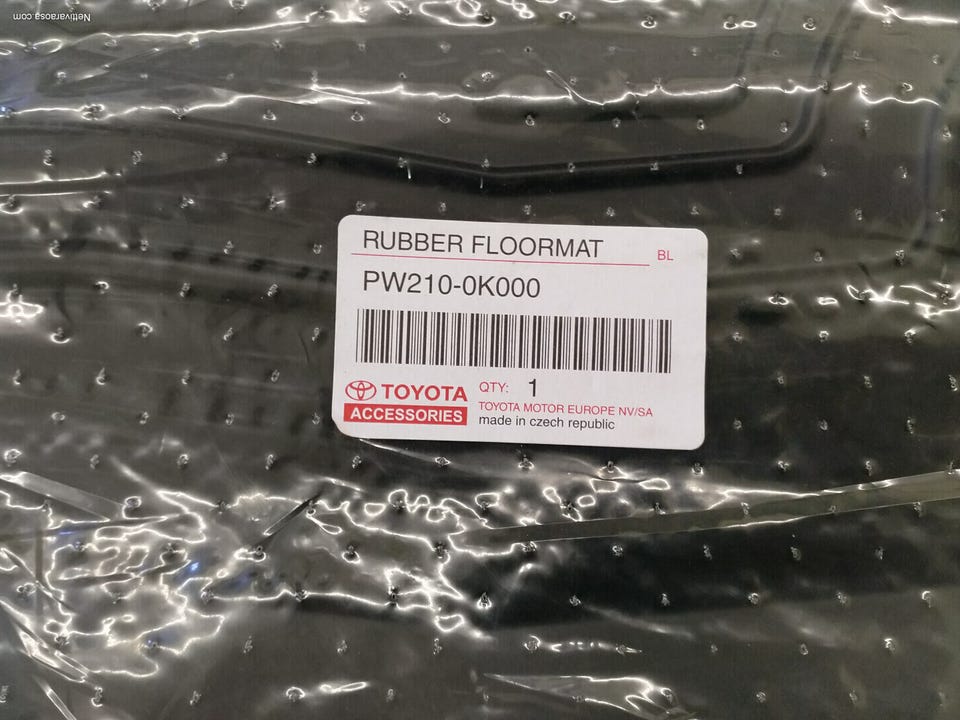 Nettivaraosa.com
RUBBER FLOORMAT
BL
PW210-0K000
TOYOTA
ACCESSORIES
QTY: 1
TOYOTA MOTOR EUROPE NV/SA
made in czech republic